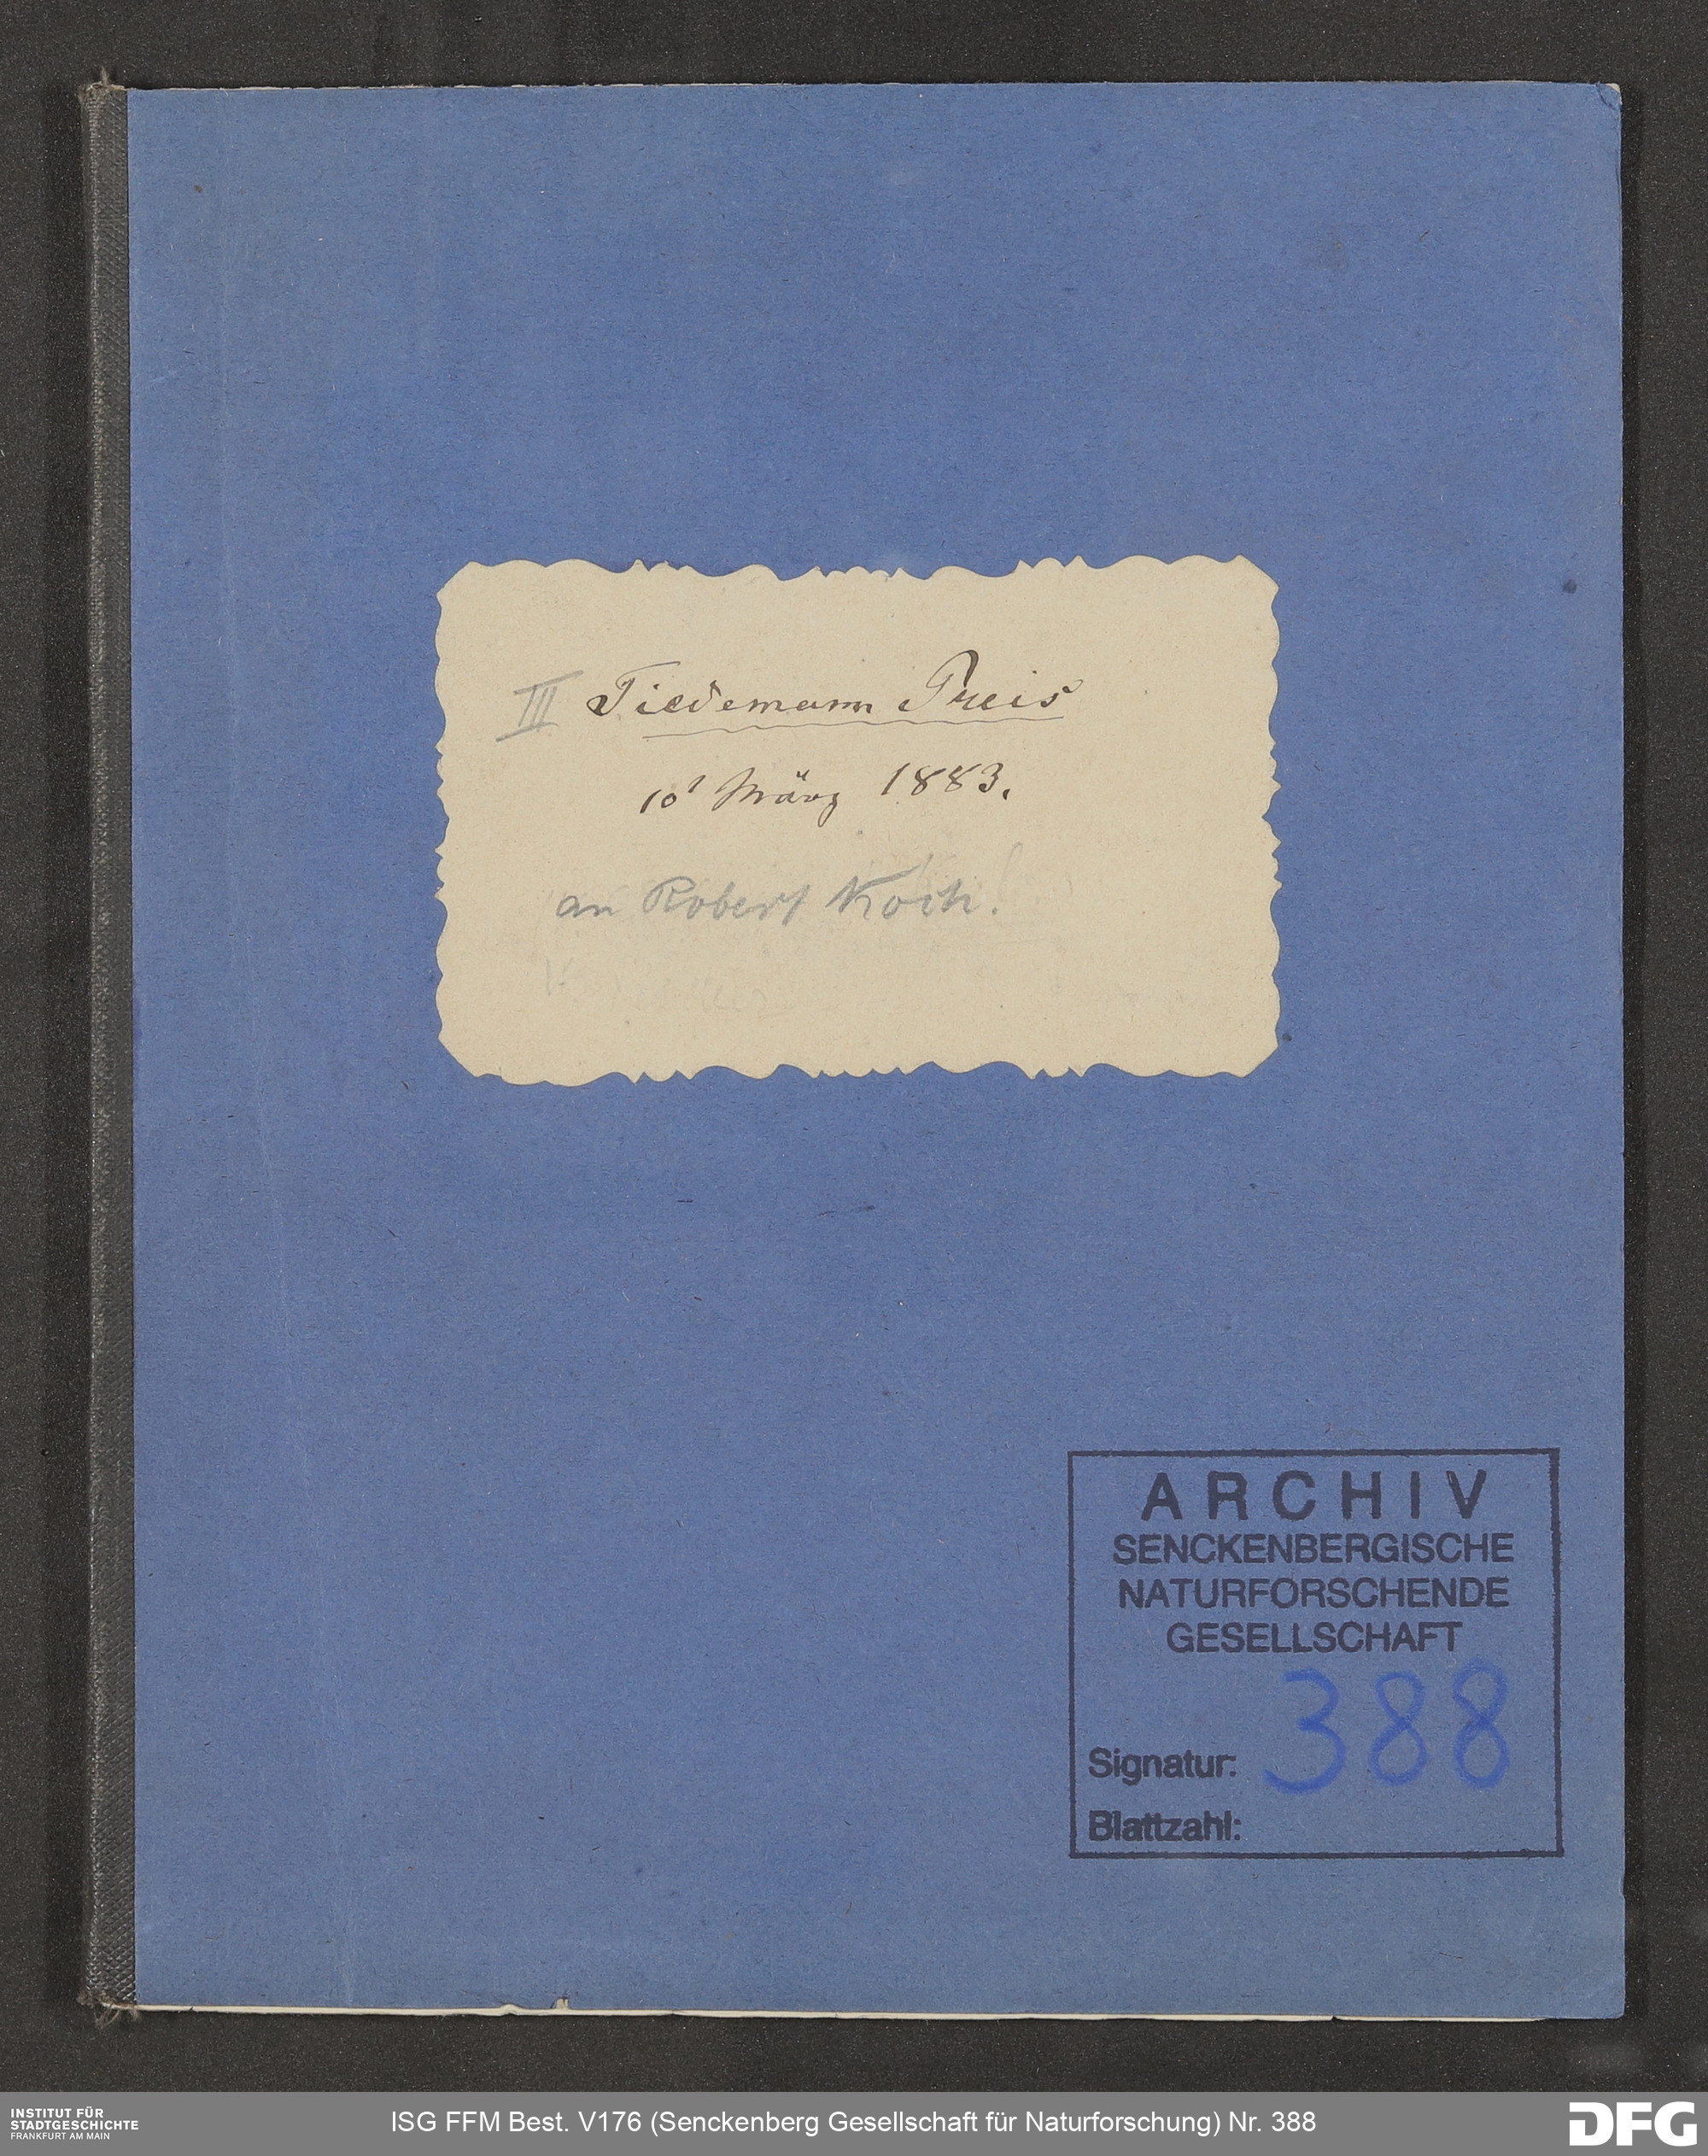 III Tiedemann Preis
10t März 1883.
an Robert Koch!
ARCHIV
SENCKENBERGISCHE
NATURFORSCHENDE
GESELLSCHAFT
Signatur: 388
Blattzahl:
INSTITUT FÜR
STADTGESCHICHTE
FRANKFURT AM MAIN
ISG FFM Best. V176 (Senckenberg Gesellschaft für Naturforschung) Nr. 388
DFG